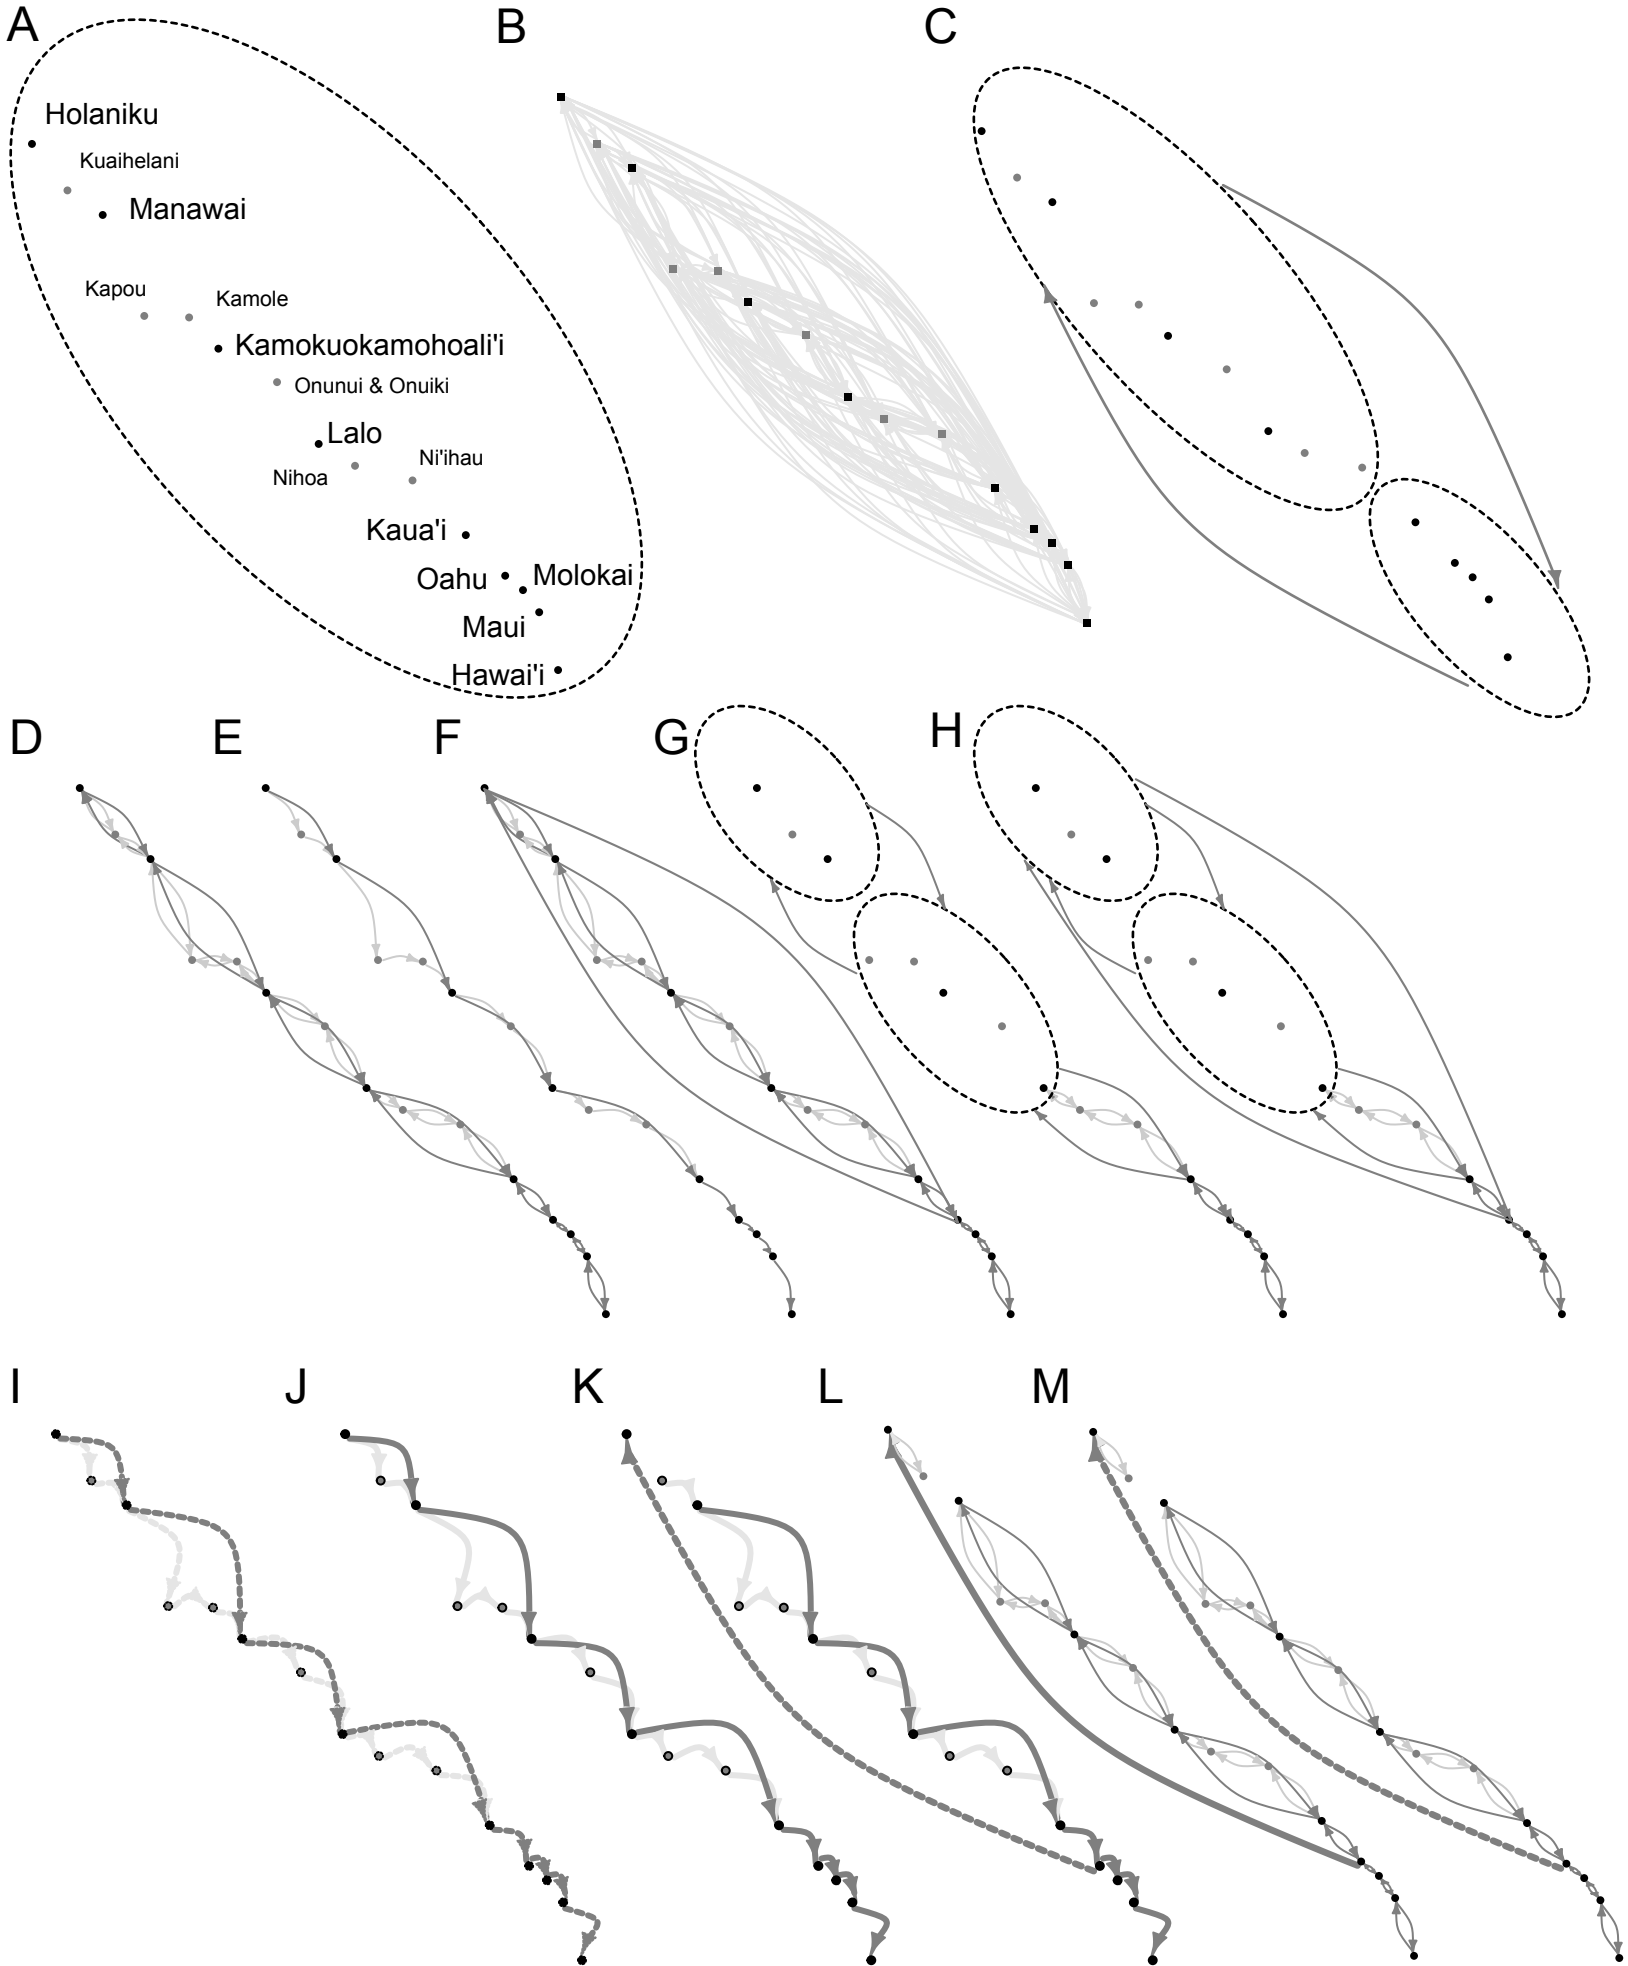 A
B
C
Holaniku
Kuaihelani
Manawai
Kapou
Kamole
Kamokuokamohoali'i
Onunui & Onuiki
Lalo
Ni'ihau
Nihoa
Kaua'i
Oahu
Molokai
Maui
Hawai'i
D
E
F
G
H
I
J
K
L
M